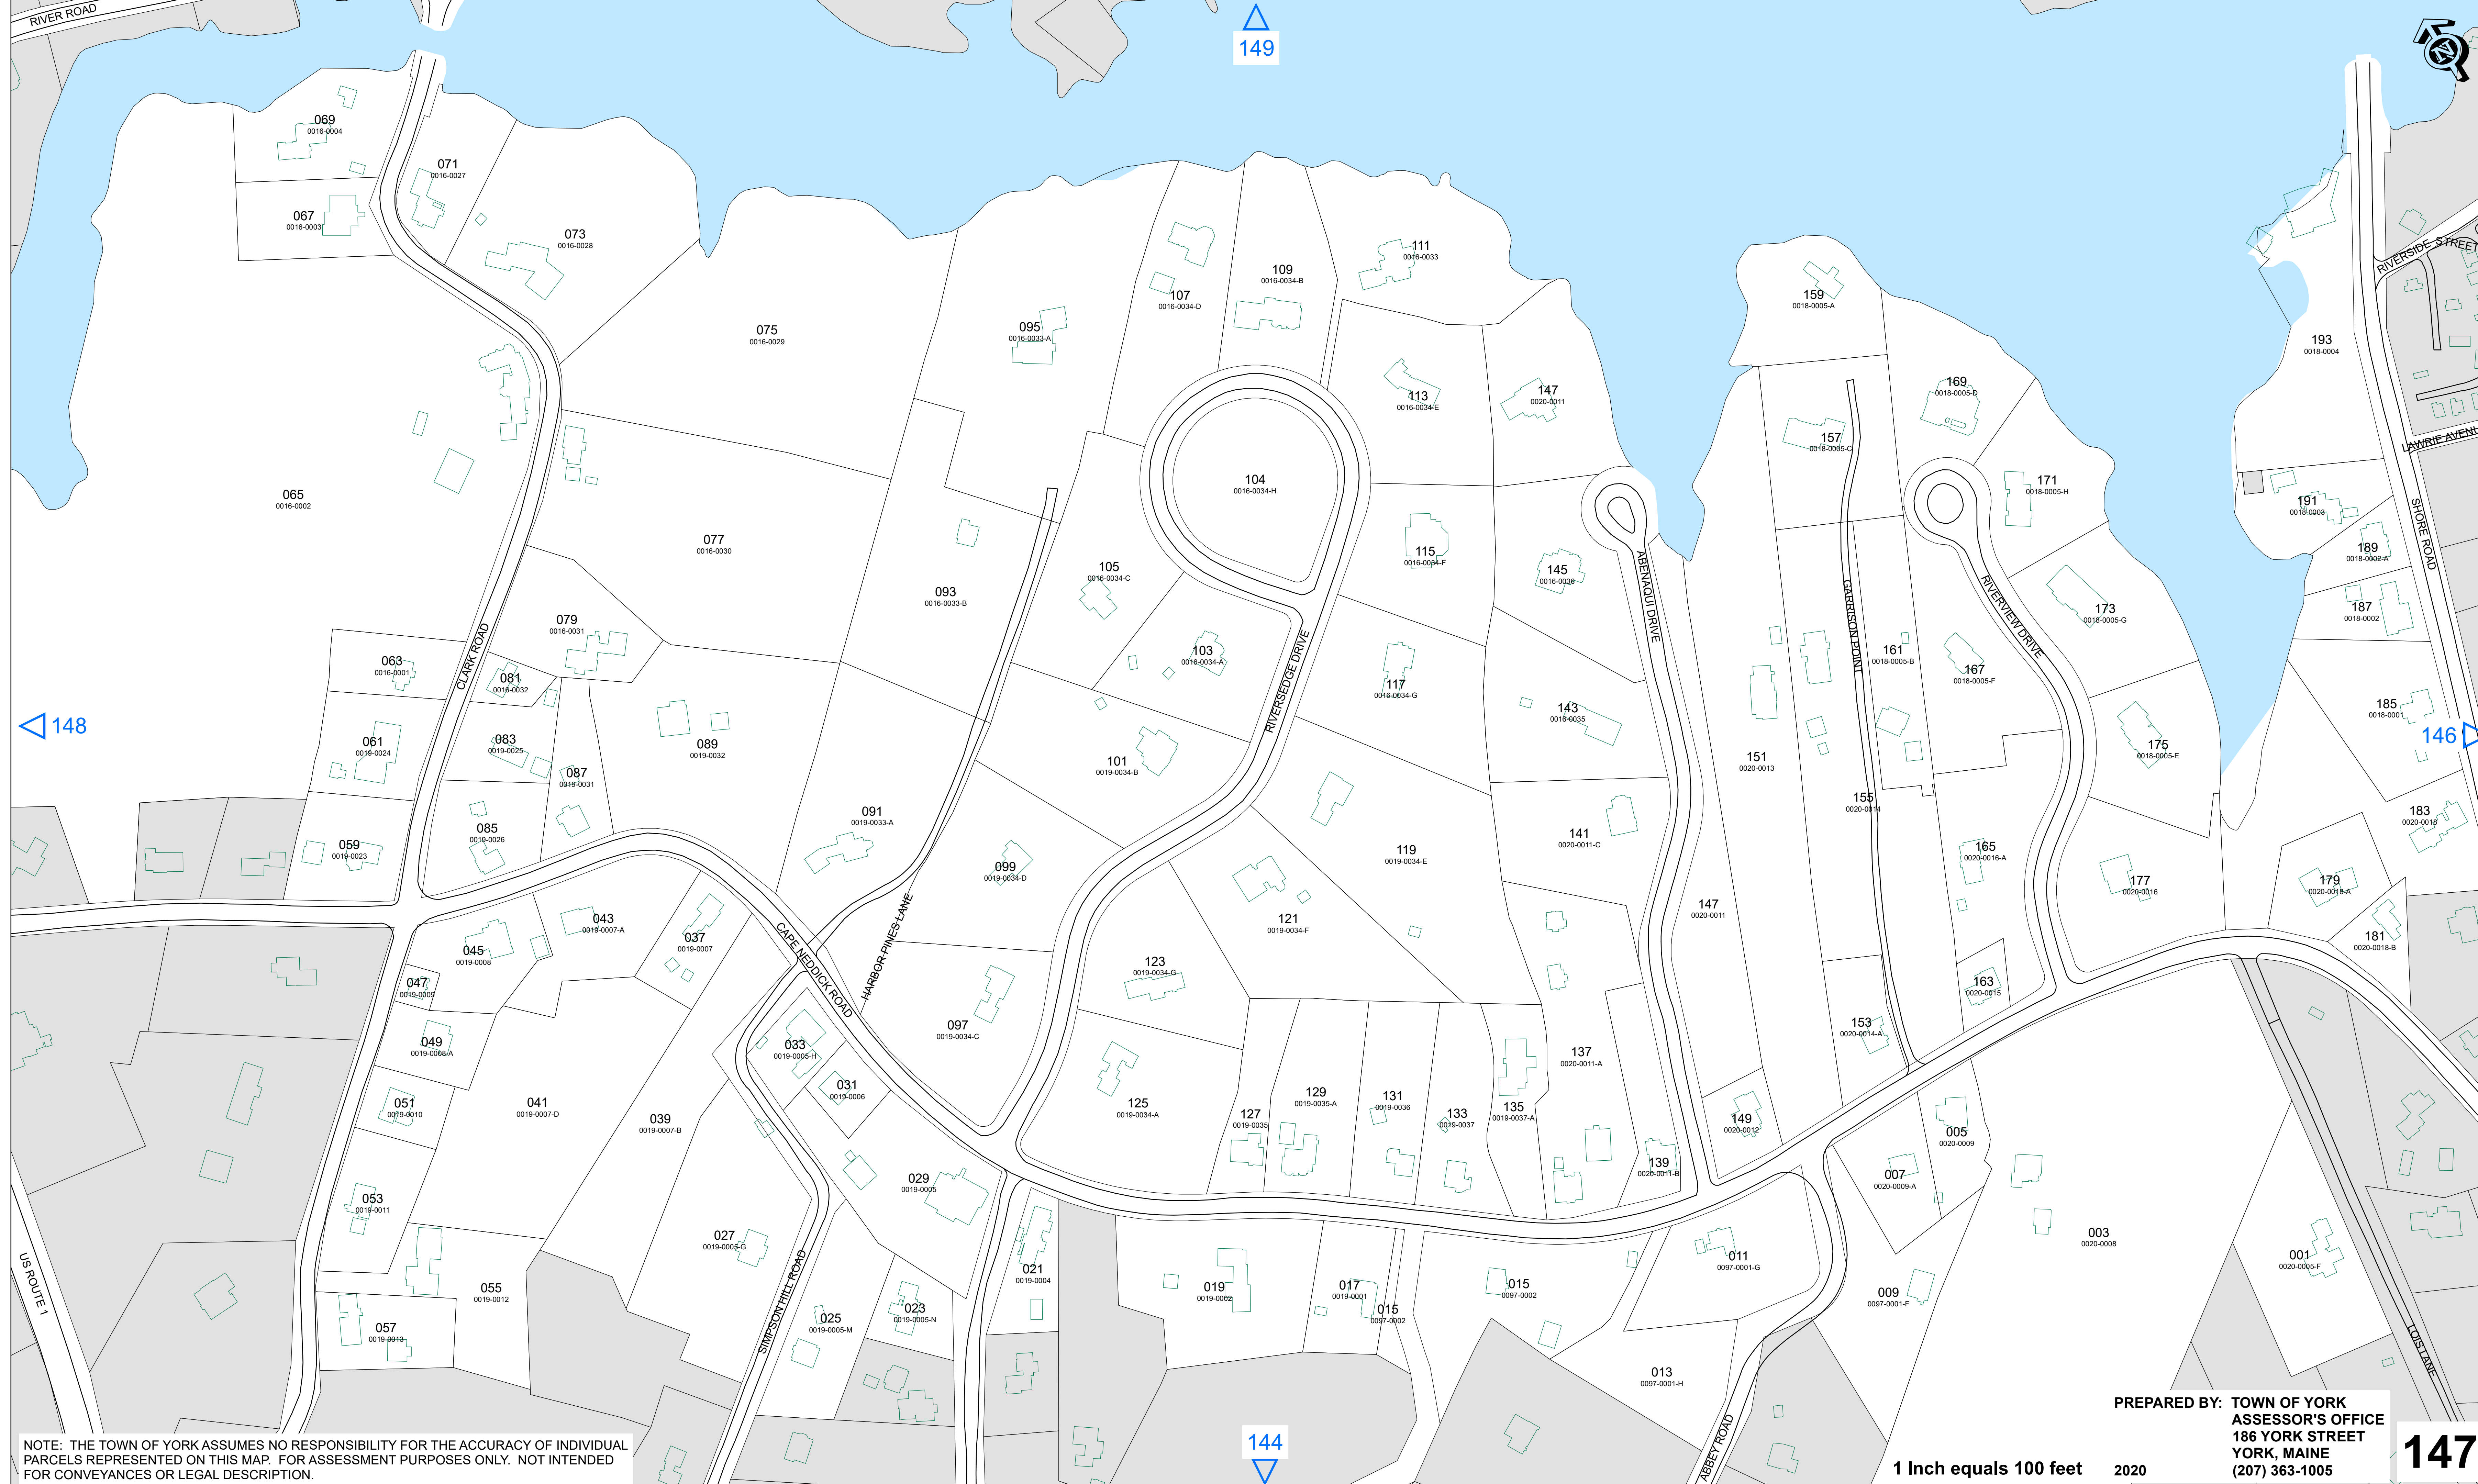 RIVER ROAD
149
N
069
0016-0004
071
0016-0027
067
0016-0003
073
0016-0028
075
0016-0029
095
0016-0033-A
107
0016-0034-D
109
0016-0034-B
111
0016-0033
159
0018-0005-A
RIVERSIDE STREET
193
0018-0004
113
0016-0034-E
147
0020-0011
169
0018-0005-D
157
0018-0005-C
065
0016-0002
104
0016-0034-H
171
0018-0005-H
191
0018-0003
SHORE ROAD
077
0016-0030
115
0016-0034-F
189
0018-0002-A
105
0016-0034-C
145
0016-0036
093
0016-0033-B
ABENAQUI DRIVE
GARRISON POINT
RIVERVIEW DRIVE
173
0018-0005-G
187
0018-0002
079
0016-0031
063
0016-0001
CLARK ROAD
081
0016-0032
103
0016-0034-A
RIVERSEDGE DRIVE
117
0016-0034-G
161
0018-0005-B
167
0018-0005-F
148
061
0019-0024
083
0019-0025
089
0019-0032
087
0019-0031
101
0019-0034-B
143
0016-0035
151
0020-0013
175
0018-0005-E
185
0018-0001
146
155
0020-0014
183
0020-0018
091
0019-0033-A
085
0019-0026
059
0019-0023
099
0019-0034-D
119
0019-0034-E
141
0020-0011-C
165
0020-0016-A
177
0020-0016
179
0020-0018-A
043
0019-0007-A
037
0019-0007
121
0019-0034-F
147
0020-0011
045
0019-0008
047
0019-0009
CAPE NEDDICK ROAD
HARBOR PINES LANE
123
0019-0034-G
181
0020-0018-B
163
0020-0015
049
0019-0008-A
033
0019-0005-H
097
0019-0034-C
153
0020-0014-A
137
0020-0011-A
031
0019-0006
051
0019-0010
041
0019-0007-D
039
0019-0007-B
125
0019-0034-A
127
0019-0035
129
0019-0035-A
131
0019-0036
133
0019-0037
135
0019-0037-A
149
0020-0012
005
0020-0009
139
0020-0011-B
007
0020-0009-A
029
0019-0005
053
0019-0011
027
0019-0005-G
003
0020-0008
001
0020-0005-F
011
0097-0001-G
US ROUTE 1
SIMPSON HILL ROAD
021
0019-0004
019
0019-0002
017
0019-0001
015
0097-0002
015
0097-0002
009
0097-0001-F
055
0019-0012
057
0019-0013
025
0019-0005-M
023
0019-0005-N
013
0097-0001-H
LOIS LANE
ABBEY ROAD
144
NOTE: THE TOWN OF YORK ASSUMES NO RESPONSIBILITY FOR THE ACCURACY OF INDIVIDUAL
PARCELS REPRESENTED ON THIS MAP. FOR ASSESSMENT PURPOSES ONLY. NOT INTENDED
FOR CONVEYANCES OR LEGAL DESCRIPTION.
1 Inch equals 100 feet
PREPARED BY: TOWN OF YORK
ASSESSOR'S OFFICE
186 YORK STREET
YORK, MAINE
2020 (207) 363-1005
147